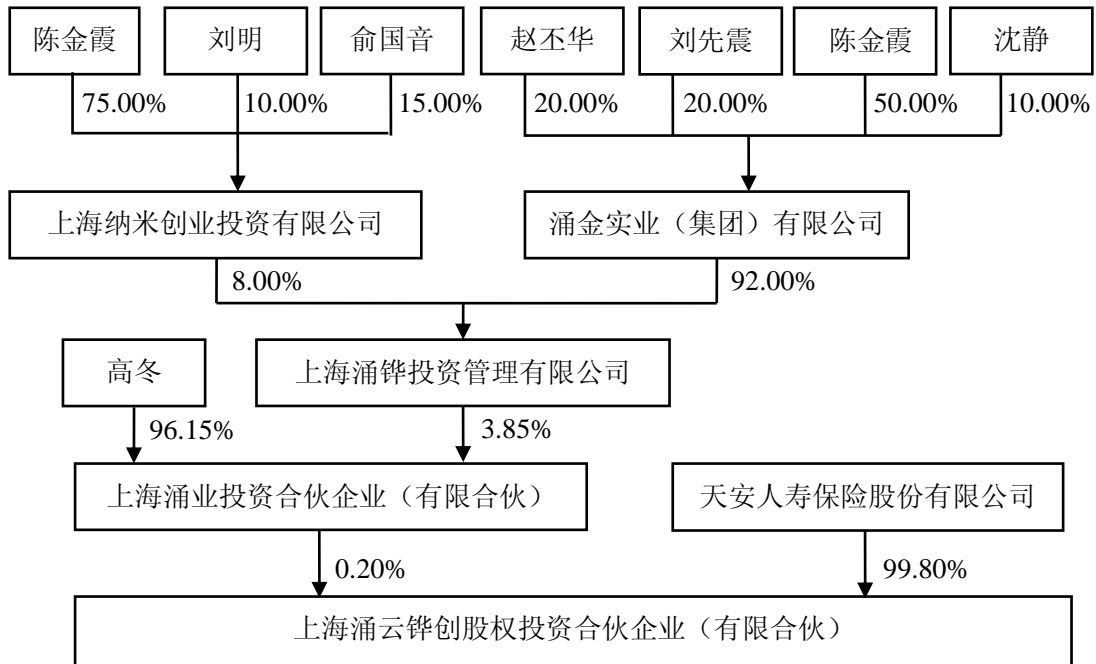 陈金霞
刘明
俞国音
赵丕华
刘先震
陈金霞
沈静
75.00%
10.00%
15.00%
20.00%
20.00%
50.00%
10.00%
上海纳米创业投资有限公司
涌金实业（集团）有限公司
8.00%
92.00%
高冬
上海涌铧投资管理有限公司
96.15%
3.85%
上海涌业投资合伙企业（有限合伙）
天安人寿保险股份有限公司
0.20%
99.80%
上海涌云铧创股权投资合伙企业（有限合伙）